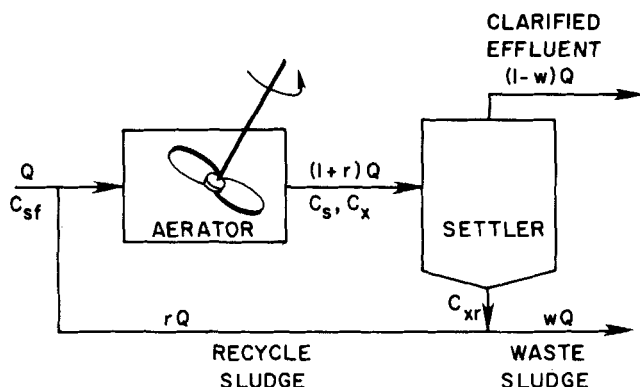 CLARIFIED
EFFLUENT
(1-w)Q
Q
C_sf
AERATOR
(1+r)Q
C_s, C_x
SETTLER
C_xr
rQ
wQ
RECYCLE
SLUDGE
WASTE
SLUDGE